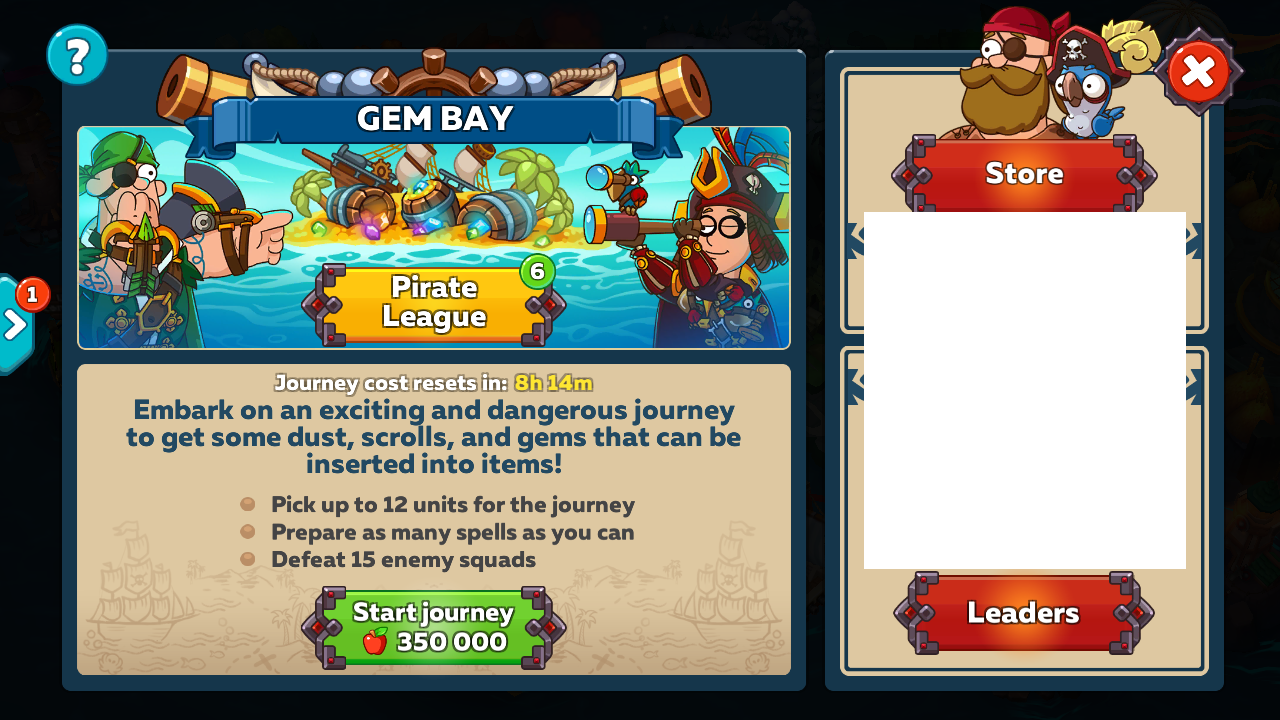 ?
GEM BAY
Pirate
League
6
1
Journey cost resets in: 8h 14m
Embark on an exciting and dangerous journey
to get some dust, scrolls, and gems that can be
inserted into items!
Pick up to 12 units for the journey
Prepare as many spells as you can
Defeat 15 enemy squads
Start journey
350 000
Store
Leaders